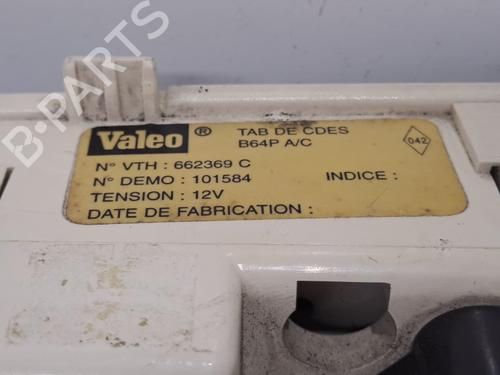 B-PARTS
Valeo ® TAB DE CDES
B64P A/C
042
N° VTH : 662369 C
N° DEMO : 101584 INDICE :
TENSION : 12V
DATE DE FABRICATION :